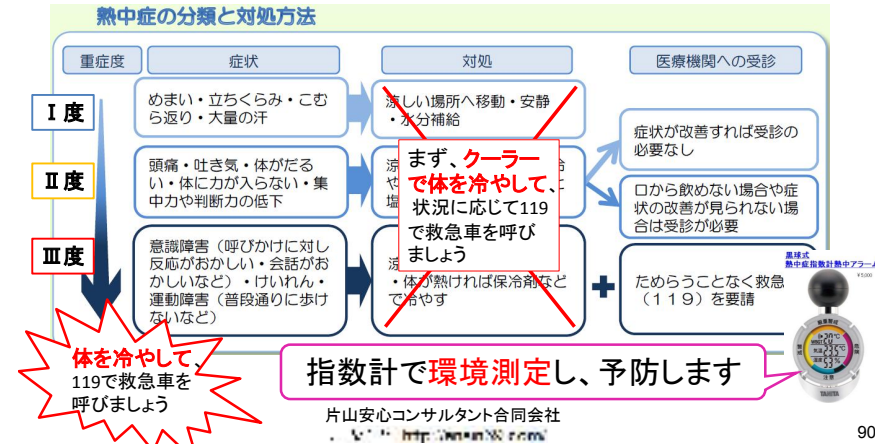 熱中症の分類と対処方法
重症度
症状
対処
医療機関への受診
Ⅰ度
めまい・立ちくらみ・こむ
ら返り・大量の汗
涼しい場所へ移動・安静
・水分補給
症状が改善すれば受診の
必要なし
Ⅱ度
頭痛・吐き気・体がだる
い・体に力が入らない・集
中力や判断力の低下
まず、クーラー
で体を冷やして、
状況に応じて119
で救急車を呼び
ましょう
口から飲めない場合や症
状の改善が見られない場
合は受診が必要
Ⅲ度
意識障害（呼びかけに対し
反応がおかしい・会話がお
かしいなど）・けいれん・
運動障害（普段通りに歩け
ないなど）
・体が熱ければ保冷剤など
で冷やす
ためらうことなく救急
（119）を要請
黒球式
熱中症指数計熱中アラーム
¥5,000
体を冷やして、
119で救急車を
呼びましょう
指数計で環境測定し、予防します
TANITA
片山安心コンサルタント合同会社
90